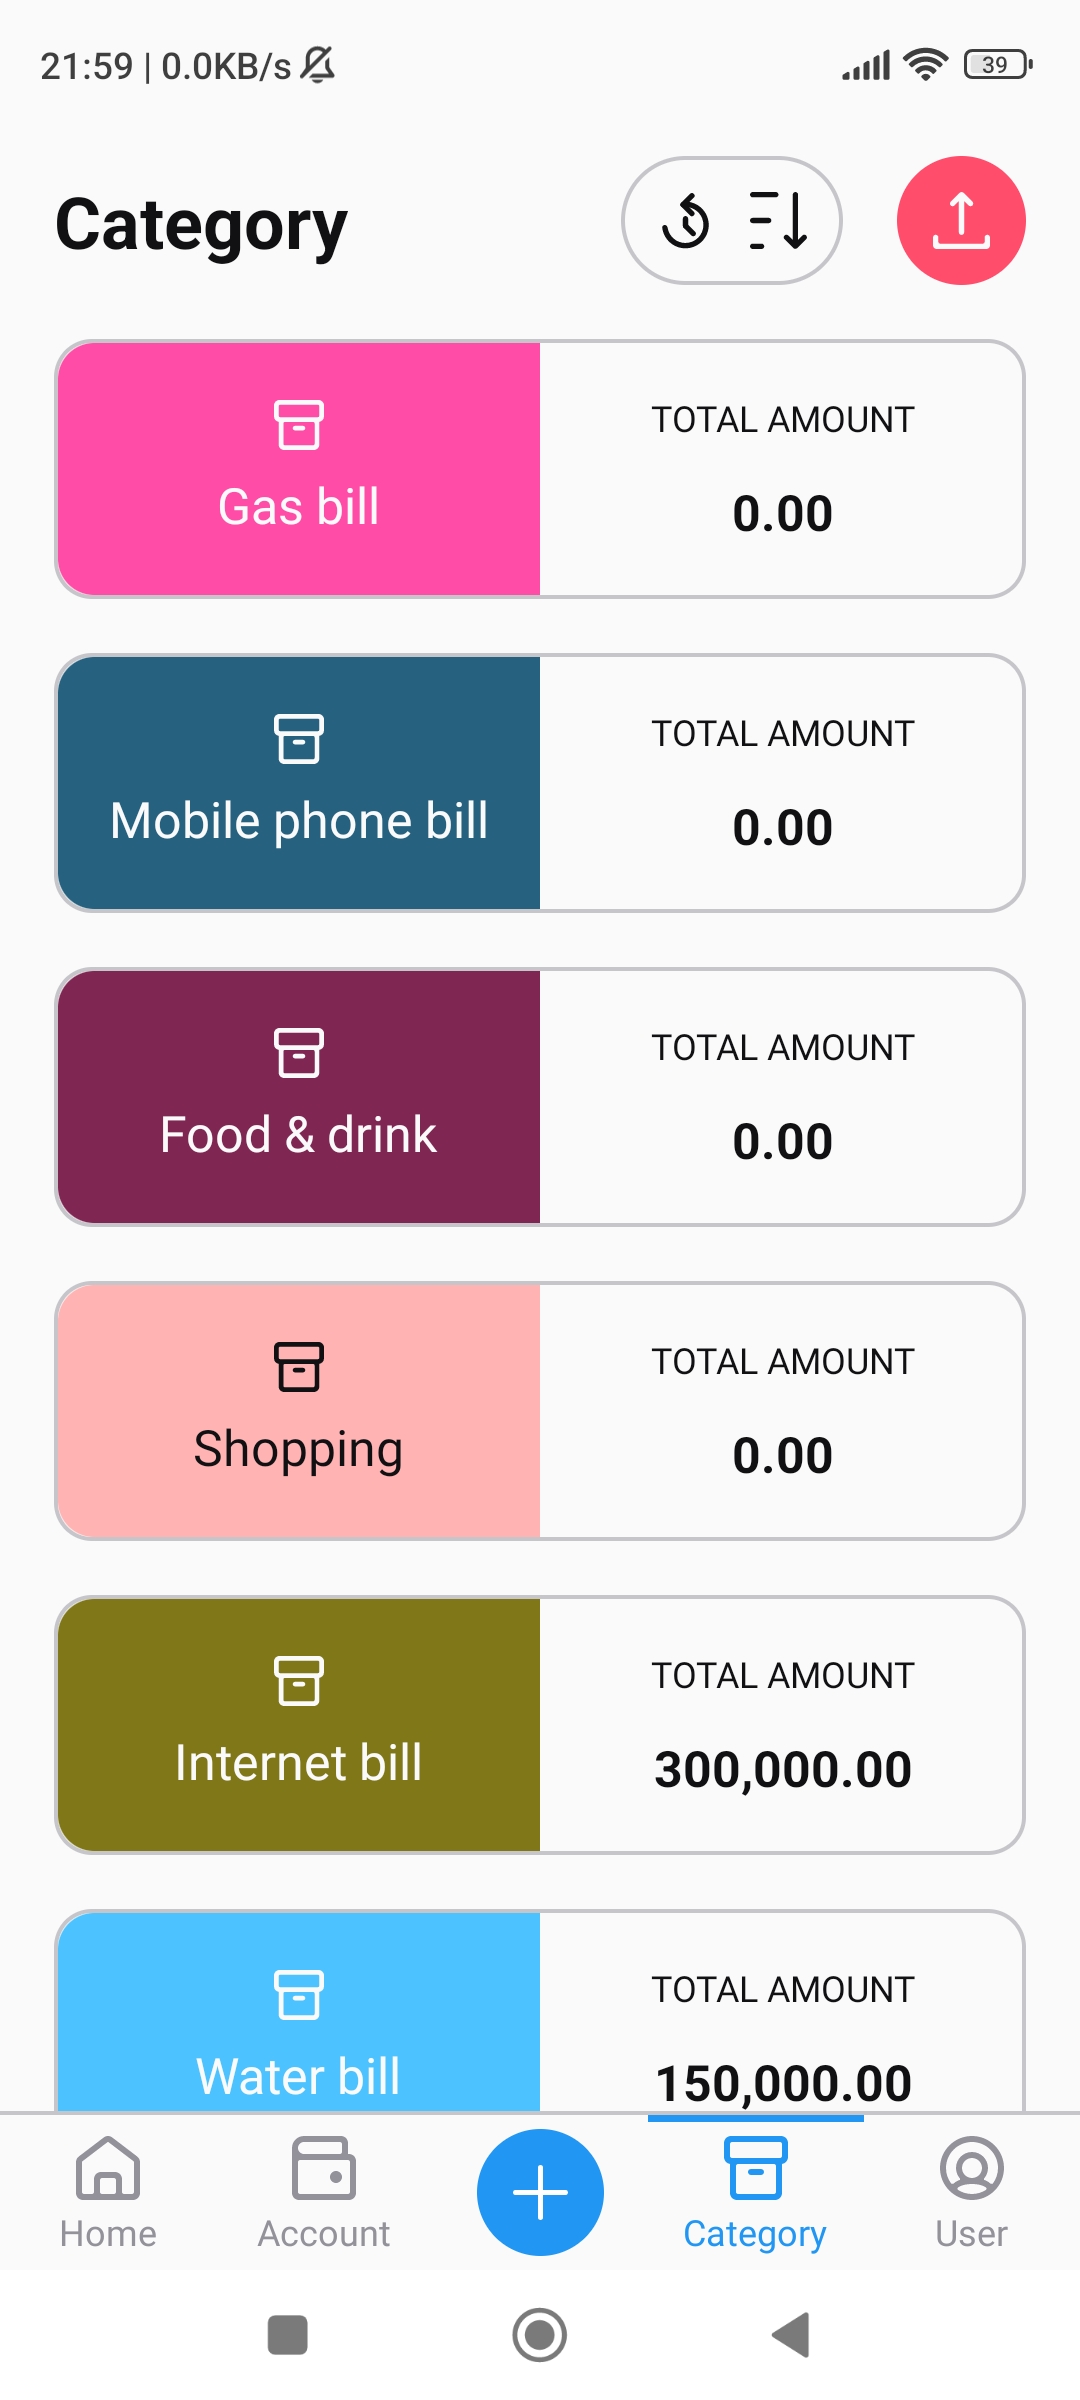 21:59 | 0.0KB/s
39
Category
Gas bill
TOTAL AMOUNT
0.00
Mobile phone bill
TOTAL AMOUNT
0.00
Food & drink
TOTAL AMOUNT
0.00
Shopping
TOTAL AMOUNT
0.00
Internet bill
TOTAL AMOUNT
300,000.00
Water bill
TOTAL AMOUNT
150,000.00
Home
Account
Category
User